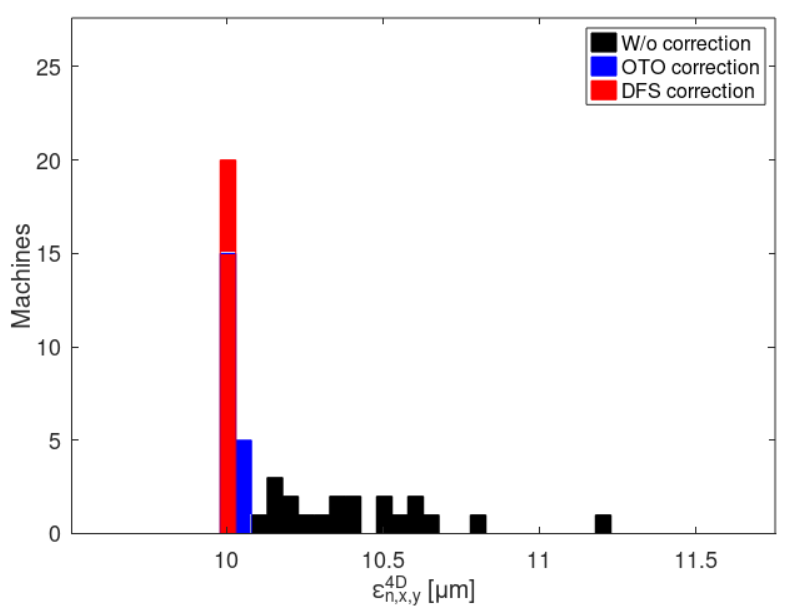 W/o correction
OTO correction
DFS correction
25
20
15
10
5
0
Machines
10
10.5
11
11.5
ε4Dn,x,y [μm]